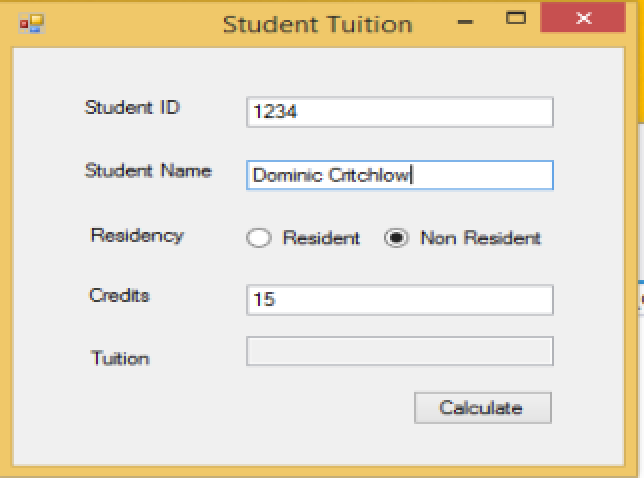 Student Tuition
Student ID 1234
Student Name Dominic Critchlow
Residency Resident Non Resident
Credits 15
Tuition
Calculate